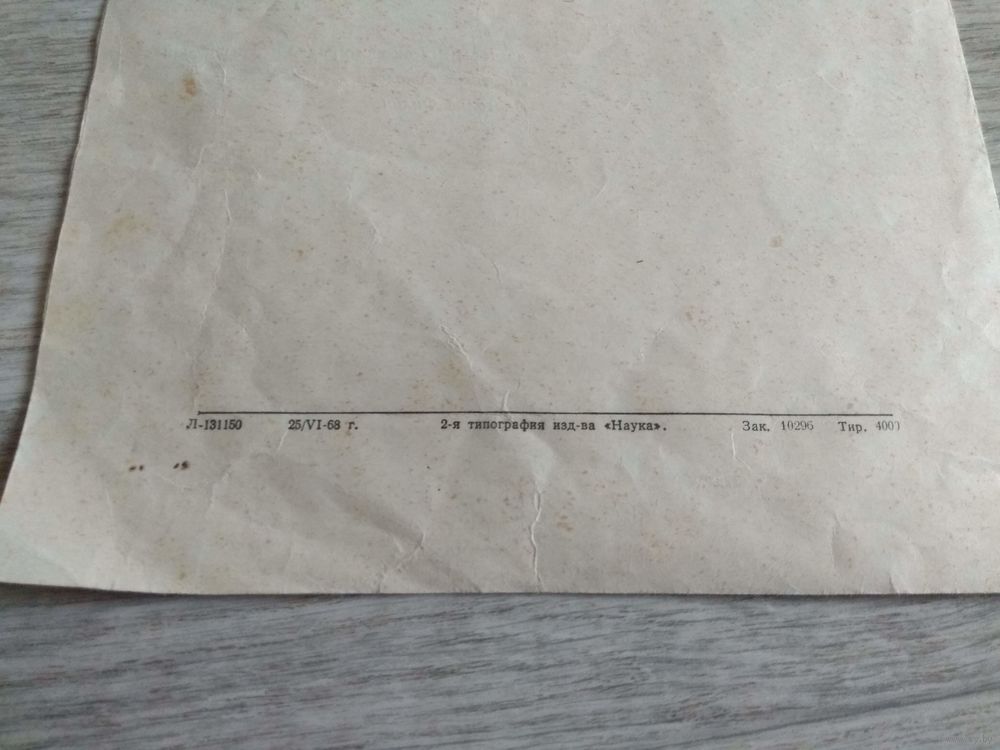 Л-131150 25/VI-68 г. 2-я типография изд-ва «Наука». Зак. 10296 Тир. 4000